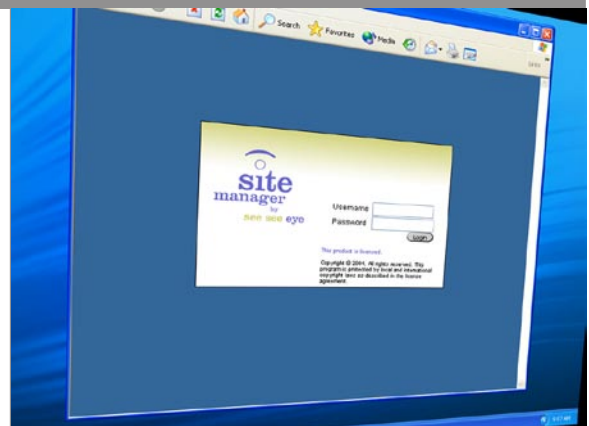 Search Favorites Media
site
manager
by
see see eye
Username
Password
Login
This product is licensed.
Copyright © 2004. All rights reserved. This
program is protected by local and international
copyright laws as described in the license
agreement.